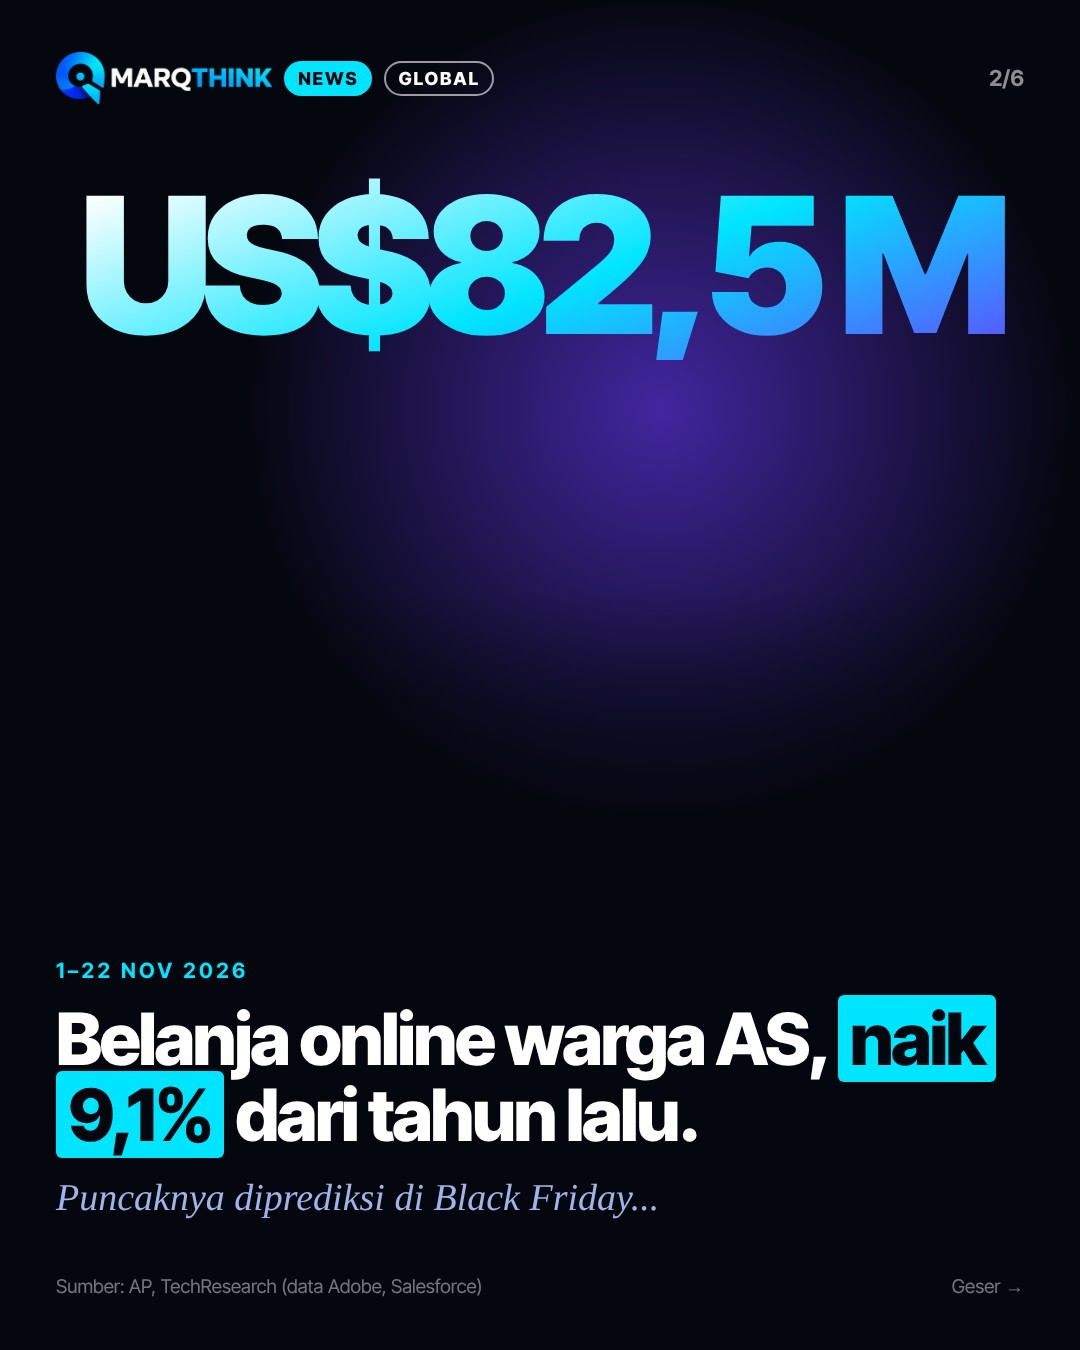 MARQTHINK NEWS GLOBAL 2/6
US$82,5 M
1–22 NOV 2026
Belanja online warga AS, naik
9,1% dari tahun lalu.
Puncaknya diprediksi di Black Friday...
Sumber: AP, TechResearch (data Adobe, Salesforce) Geser →